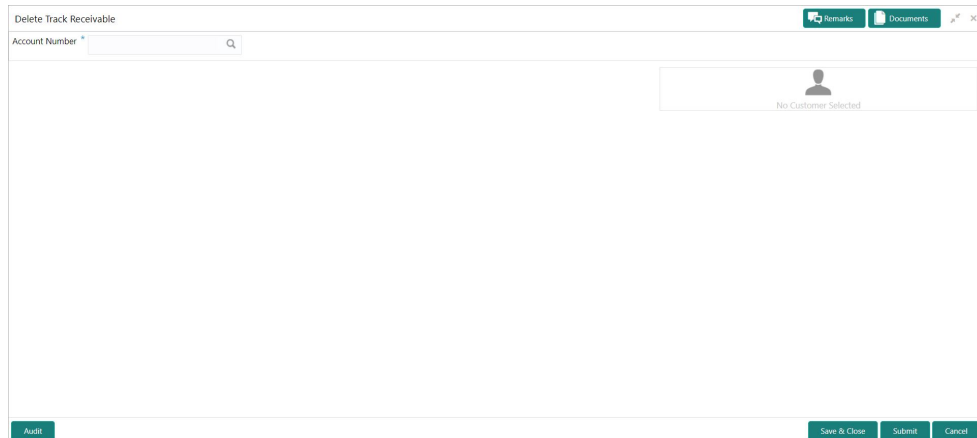 Delete Track Receivable
Remarks
Documents
Account Number *
No Customer Selected
Audit
Save & Close
Submit
Cancel